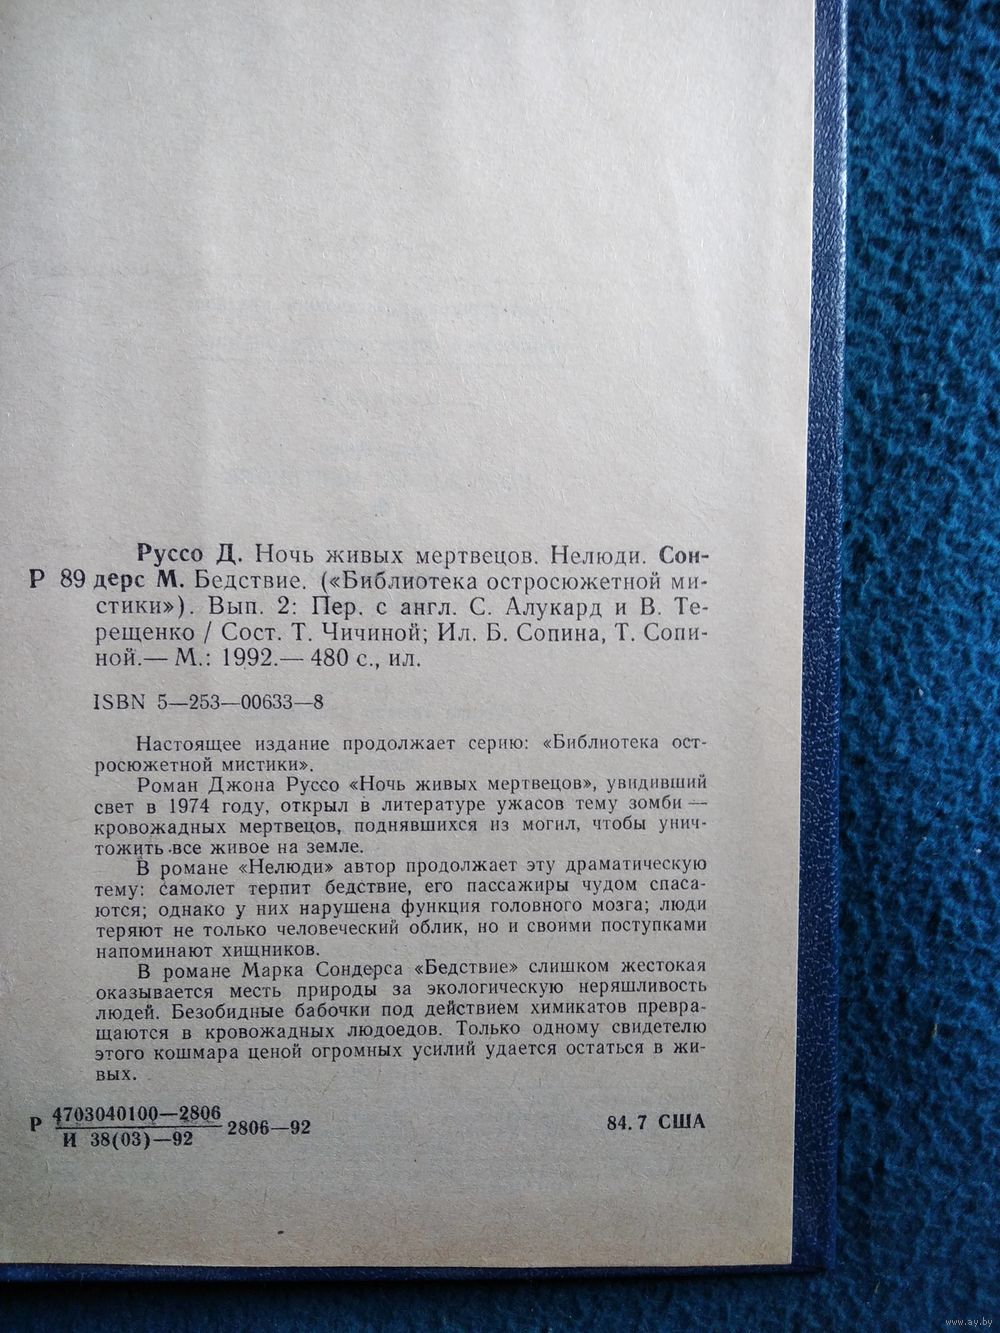 Руссо Д. Ночь живых мертвецов. Нелюди. Сон-
Р 89 дерс М. Бедствие. («Библиотека остросюжетной ми-
стики»). Вып. 2: Пер. с англ. С. Алукард и В. Те-
рещенко / Сост. Т. Чичиной; Ил. Б. Сопина, Т. Сопи-
ной.— М.: 1992.— 480 с., ил.
ISBN 5—253—00633—8
Настоящее издание продолжает серию: «Библиотека ост-
росюжетной мистики».
Роман Джона Руссо «Ночь живых мертвецов», увидивший
свет в 1974 году, открыл в литературе ужасов тему зомби —
кровожадных мертвецов, поднявшихся из могил, чтобы унич-
тожить все живое на земле.
В романе «Нелюди» автор продолжает эту драматическую
тему: самолет терпит бедствие, его пассажиры чудом спаса-
ются; однако у них нарушена функция головного мозга; люди
теряют не только человеческий облик, но и своими поступками
напоминают хищников.
В романе Марка Сондерса «Бедствие» слишком жестокая
оказывается месть природы за экологическую неряшливость
людей. Безобидные бабочки под действием химикатов превра-
щаются в кровожадных людоедов. Только одному свидетелю
этого кошмара ценой огромных усилий удается остаться в жи-
вых.
Р 4703040100—2806
И 38(03)—92 2806—92 84.7 США
www.ay.by